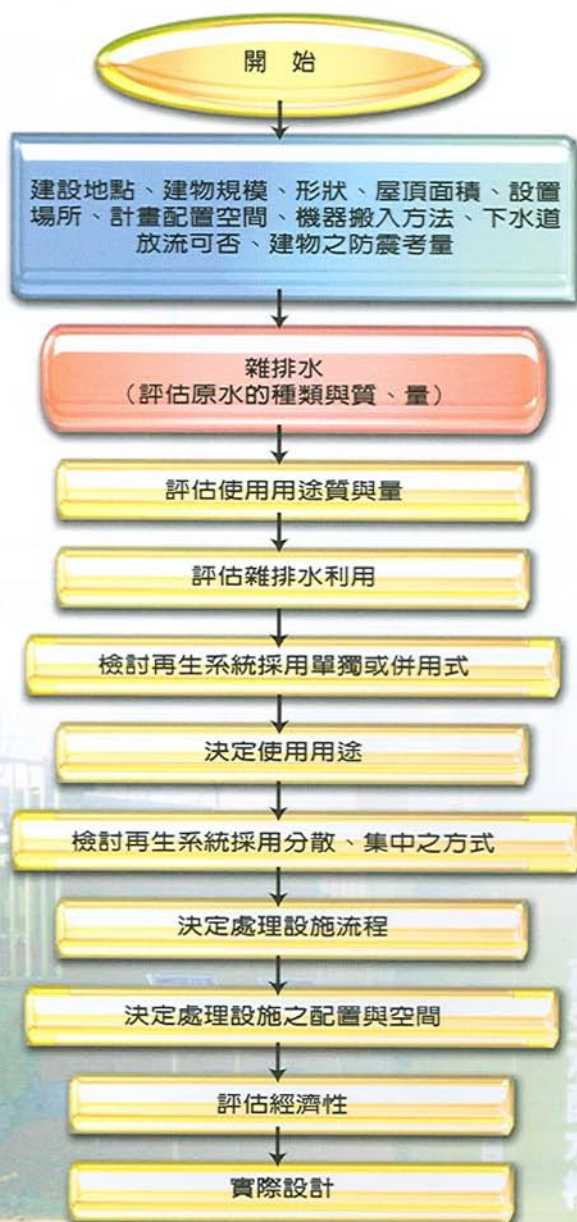 開 始
建設地點、建物規模、形狀、屋頂面積、設置
場所、計畫配置空間、機器搬入方法、下水道
放流可否、建物之防震考量
雜排水
（評估原水的種類與質、量）
評估使用用途質與量
評估雜排水利用
檢討再生系統採用單獨或併用式
決定使用用途
檢討再生系統採用分散、集中之方式
決定處理設施流程
決定處理設施之配置與空間
評估經濟性
實際設計